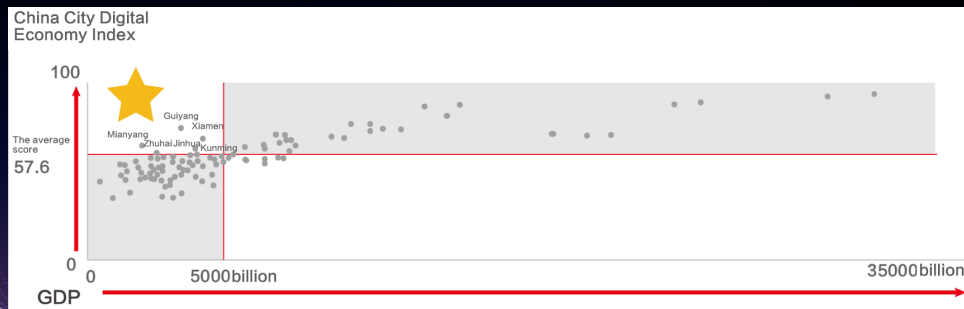 China City Digital
Economy Index
100
Guiyang
Xiamen
Mianyang
Zhuhai Jinhua
Kunming
The average
score
57.6
0
0
5000billion
35000billion
GDP